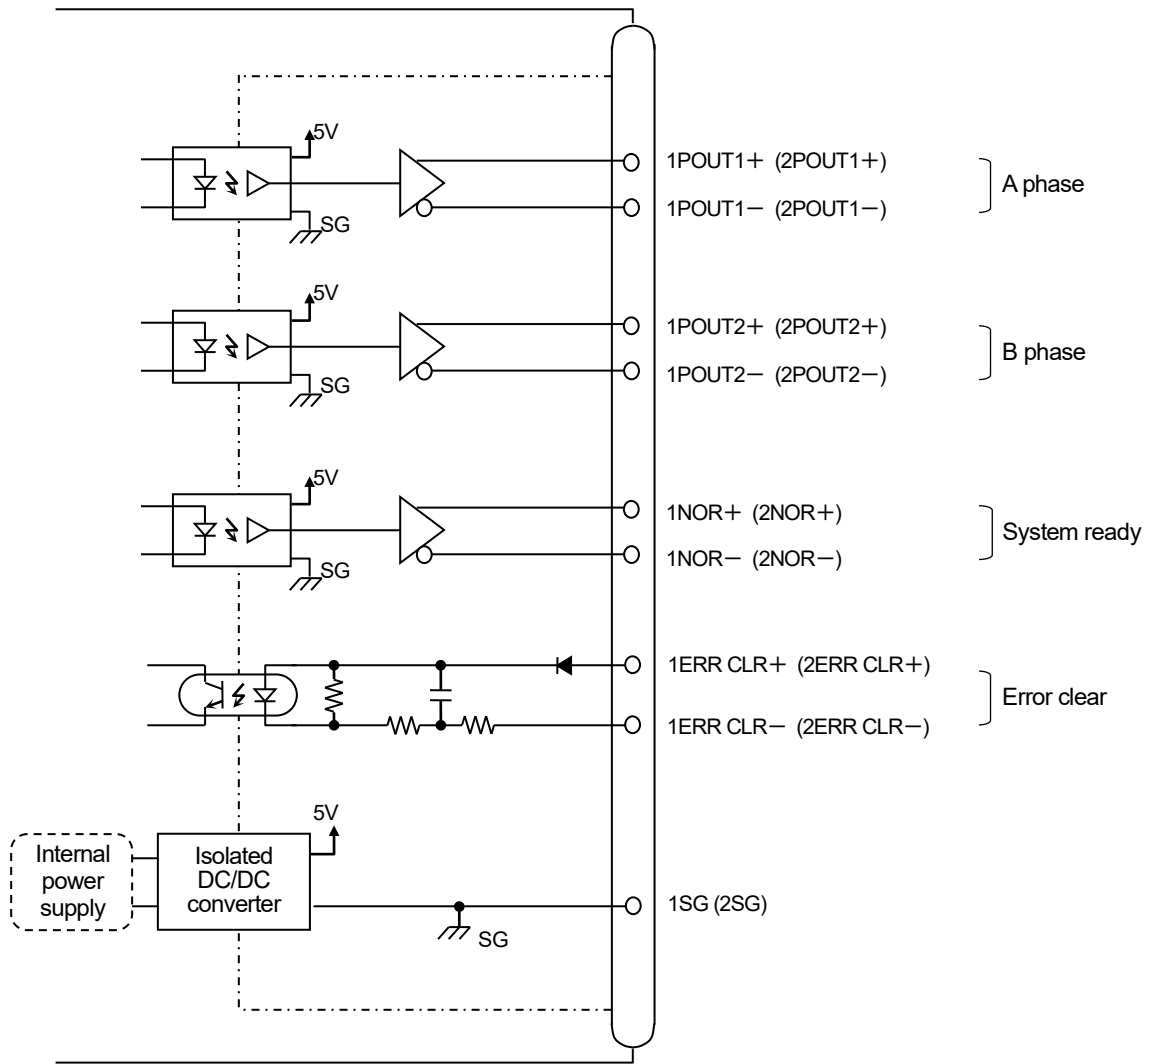 5V
1POUT1+ (2POUT1+)
A phase
1POUT1− (2POUT1−)
SG
5V
1POUT2+ (2POUT2+)
B phase
1POUT2− (2POUT2−)
SG
5V
1NOR+ (2NOR+)
System ready
1NOR− (2NOR−)
SG
1ERR CLR+ (2ERR CLR+)
Error clear
1ERR CLR− (2ERR CLR−)
5V
Internal
power
supply
Isolated
DC/DC
converter
1SG (2SG)
SG